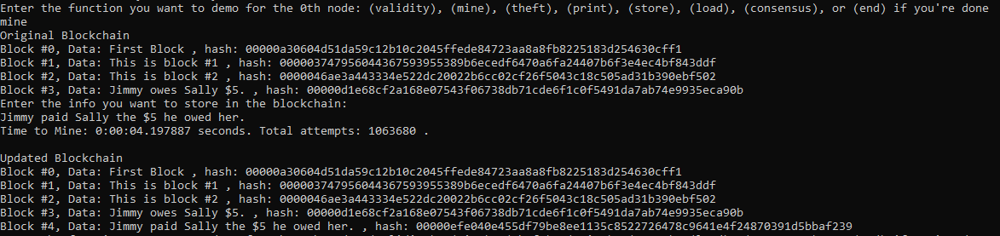 Enter the function you want to demo for the 0th node: (validity), (mine), (theft), (print), (store), (load), (consensus), or (end) if you're done
mine
Original Blockchain
Block #0, Data: First Block , hash: 00000a30604d51da59c12b10c2045ffede84723aa8a8fb8225183d254630cff1
Block #1, Data: This is block #1 , hash: 000003747956044367593955389b6ecedf6470a6fa24407b6f3e4ec4bf843ddf
Block #2, Data: This is block #2 , hash: 0000046ae3a443334e522dc20022b6cc02cf26f5043c18c505ad31b390ebf502
Block #3, Data: Jimmy owes Sally $5. , hash: 00000d1e68cf2a168e07543f06738db71cde6f1c0f5491da7ab74e9935eca90b
Enter the info you want to store in the blockchain:
Jimmy paid Sally the $5 he owed her.
Time to Mine: 0:00:04.197887 seconds. Total attempts: 1063680 .
Updated Blockchain
Block #0, Data: First Block , hash: 00000a30604d51da59c12b10c2045ffede84723aa8a8fb8225183d254630cff1
Block #1, Data: This is block #1 , hash: 000003747956044367593955389b6ecedf6470a6fa24407b6f3e4ec4bf843ddf
Block #2, Data: This is block #2 , hash: 0000046ae3a443334e522dc20022b6cc02cf26f5043c18c505ad31b390ebf502
Block #3, Data: Jimmy owes Sally $5. , hash: 00000d1e68cf2a168e07543f06738db71cde6f1c0f5491da7ab74e9935eca90b
Block #4, Data: Jimmy paid Sally the $5 he owed her. , hash: 00000efe040e455df79be8ee1135c8522726478c9641e4f24870391d5bbaf239